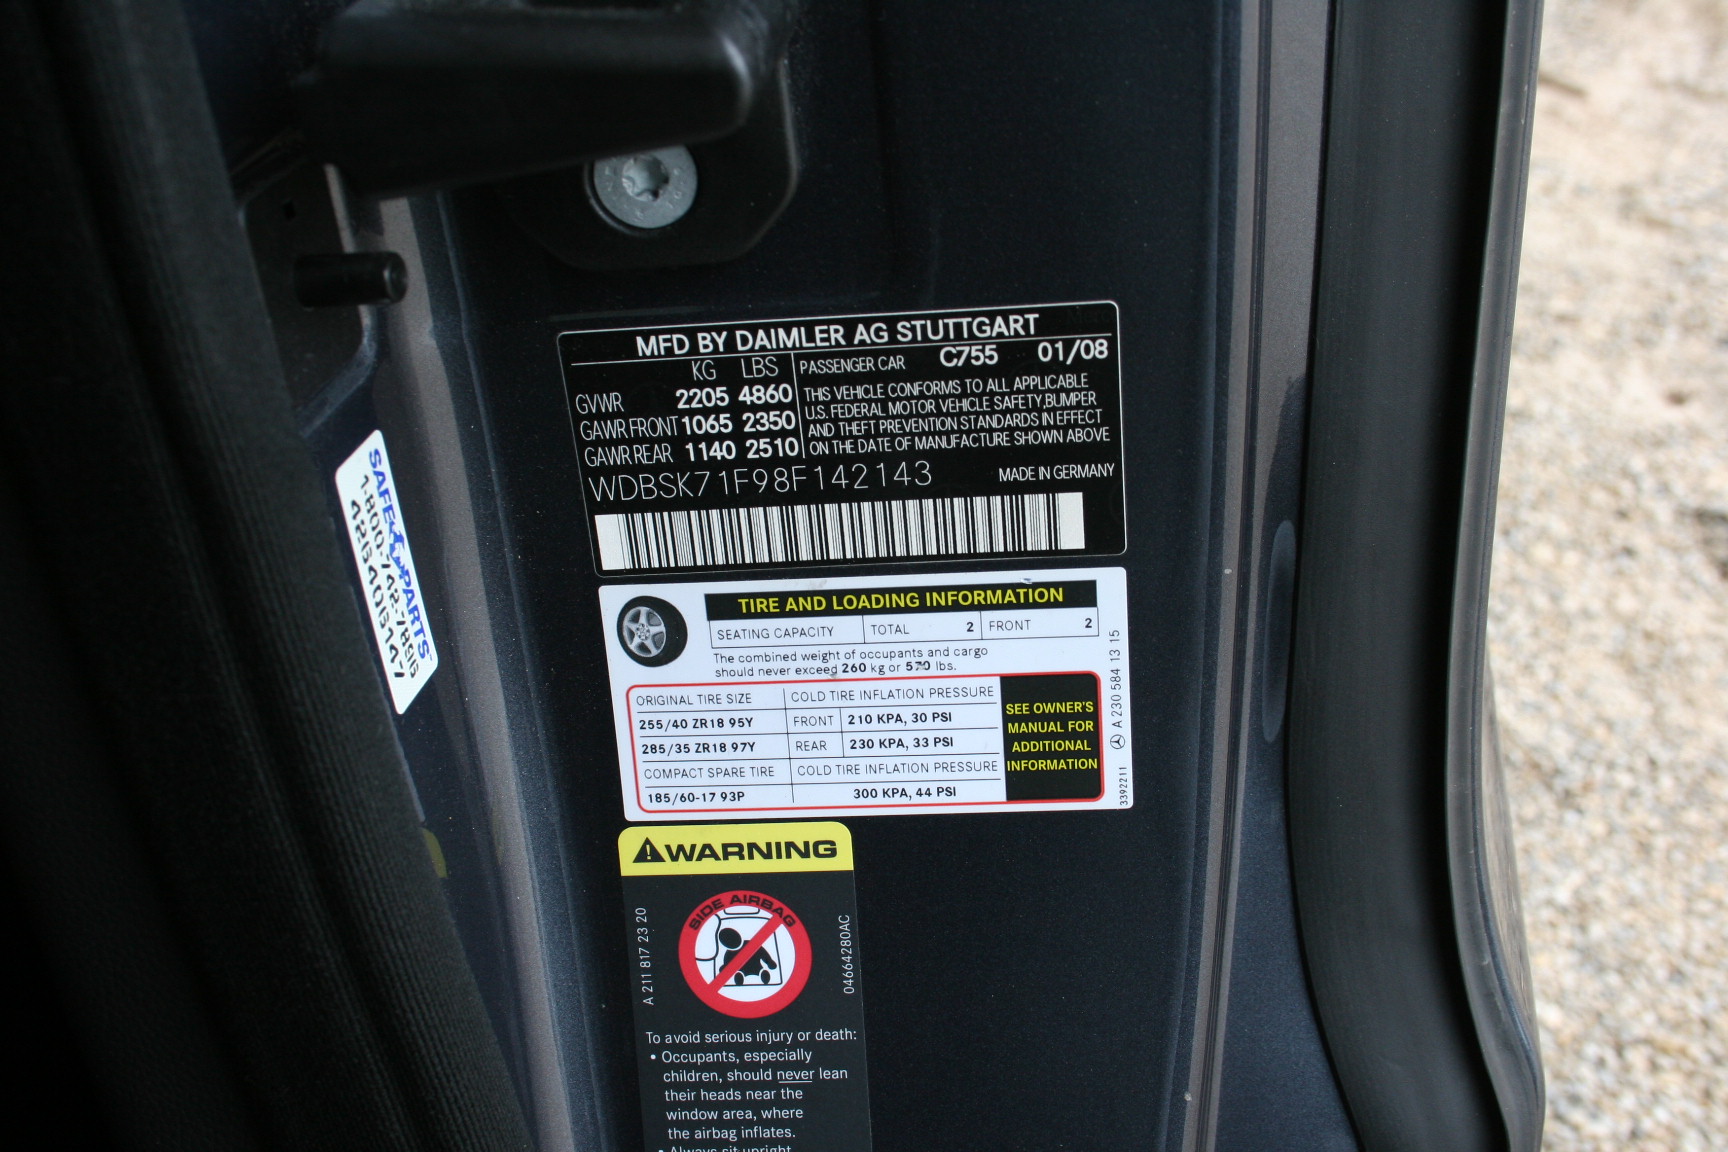 MFD BY DAIMLER AG STUTTGART
KG LBS
GVWR 2205 4860
GAWR FRONT 1065 2350
GAWR REAR 1140 2510
PASSENGER CAR C755 01/08
THIS VEHICLE CONFORMS TO ALL APPLICABLE
U.S. FEDERAL MOTOR VEHICLE SAFETY,BUMPER
AND THEFT PREVENTION STANDARDS IN EFFECT
ON THE DATE OF MANUFACTURE SHOWN ABOVE
WDBSK71F98F142143
MADE IN GERMANY
SAFE PARTS
1-800-742-7896
TIRE AND LOADING INFORMATION
SEATING CAPACITY TOTAL 2 FRONT 2
The combined weight of occupants and cargo
should never exceed 260 kg or 570 lbs.
ORIGINAL TIRE SIZE COLD TIRE INFLATION PRESSURE
255/40 ZR18 95Y FRONT 210 KPA, 30 PSI
285/35 ZR18 97Y REAR 230 KPA, 33 PSI
COMPACT SPARE TIRE COLD TIRE INFLATION PRESSURE
185/60-17 93P 300 KPA, 44 PSI
SEE OWNER'S
MANUAL FOR
ADDITIONAL
INFORMATION
A 230 584 13 15
3392211
WARNING
SIDE AIRBAG
A 211 817 23 20
04664280AC
To avoid serious injury or death:
• Occupants, especially
children, should never lean
their heads near the
window area, where
the airbag inflates.
• Always sit upright